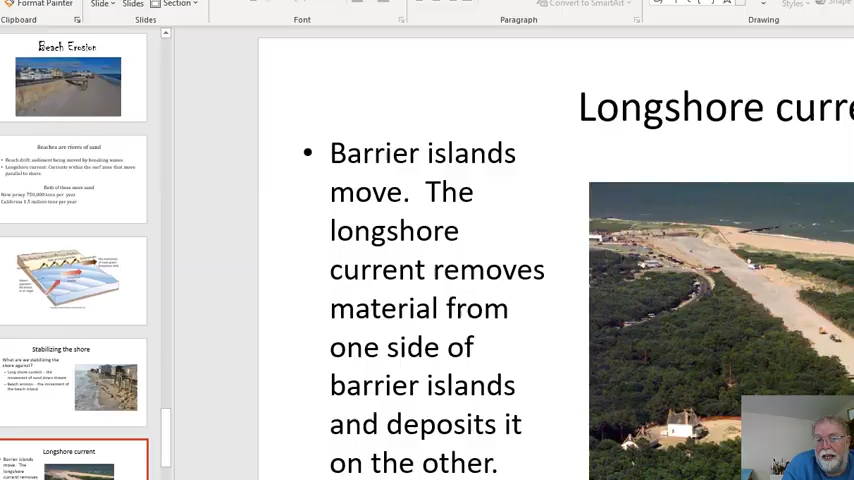 Format Painter
Slide
Slides
Section
Clipboard
Slides
Font
Paragraph
Convert to SmartArt
Drawing
Styles
Shape
Beach Erosion
Beaches are rivers of sand
• Beach drift: sediment being moved by breaking waves
• Longshore current: Currents within the surf zone that move
parallel to shore.
Both of these move sand
New Jersey 750,000 tons per year
California 1.5 million tons per year
Stabilizing the shore
What are we stabilizing the
shore against?
– Long shore current – the
movement of sand down stream
– Beach erosion – the movement of
the beach inland.
Longshore current
Barrier islands
move. The
longshore
current removes
Longshore curre
• Barrier islands
move.  The
longshore
current removes
material from
one side of
barrier islands
and deposits it
on the other.